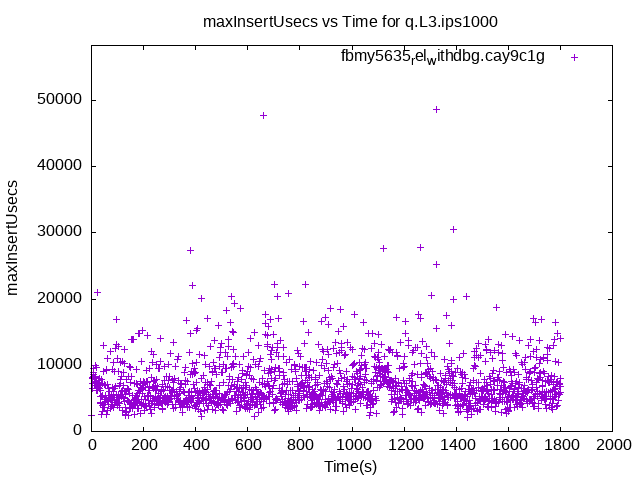 maxInsertUsecs vs Time for q.L3.ips1000
fbmy5635relwithdbg.cay9c1g
50000
40000
30000
20000
10000
0
maxInsertUsecs
0 200 400 600 800 1000 1200 1400 1600 1800 2000
Time(s)